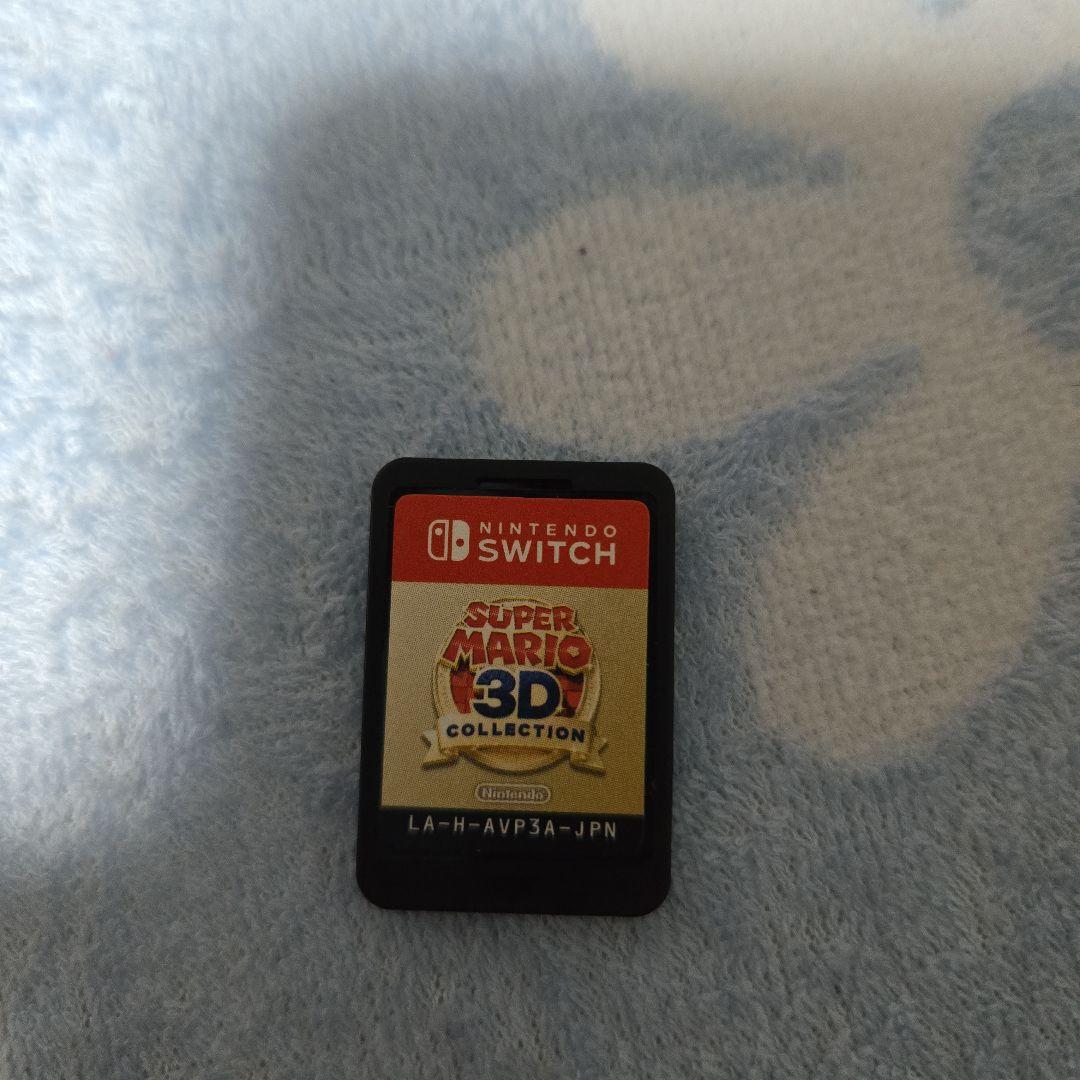 NINTENDO
SWITCH
SUPER
MARIO
3D
COLLECTION
Nintendo
LA-H-AVP3A-JPN